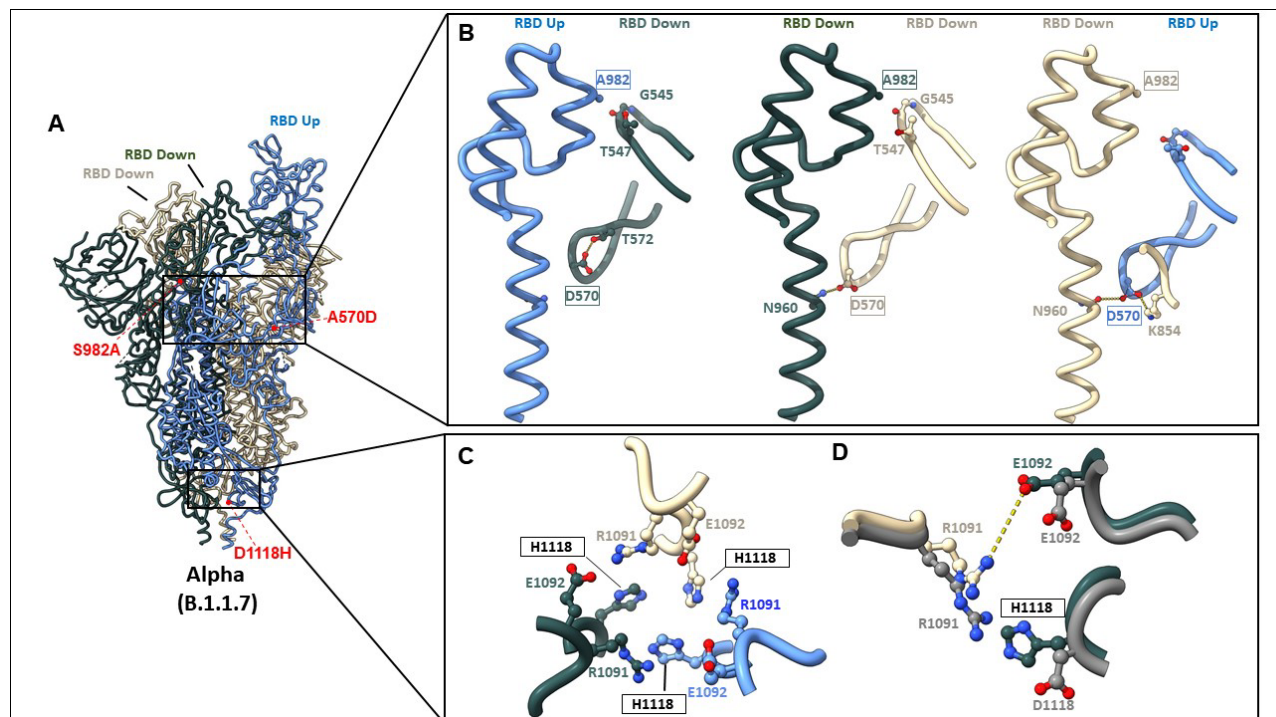 A
RBD Up
RBD Down
RBD Down
S982A
A570D
D1118H
Alpha
(B.1.1.7)
B
RBD Up RBD Down RBD Down RBD Down RBD Down RBD Up
A982
G545
T547
T572
D570
A982
G545
T547
N960
D570
A982
N960
D570
K854
C
R1091
E1092
H1118
H1118
E1092
R1091
R1091
E1092
H1118
D
E1092
R1091
E1092
R1091
H1118
D1118